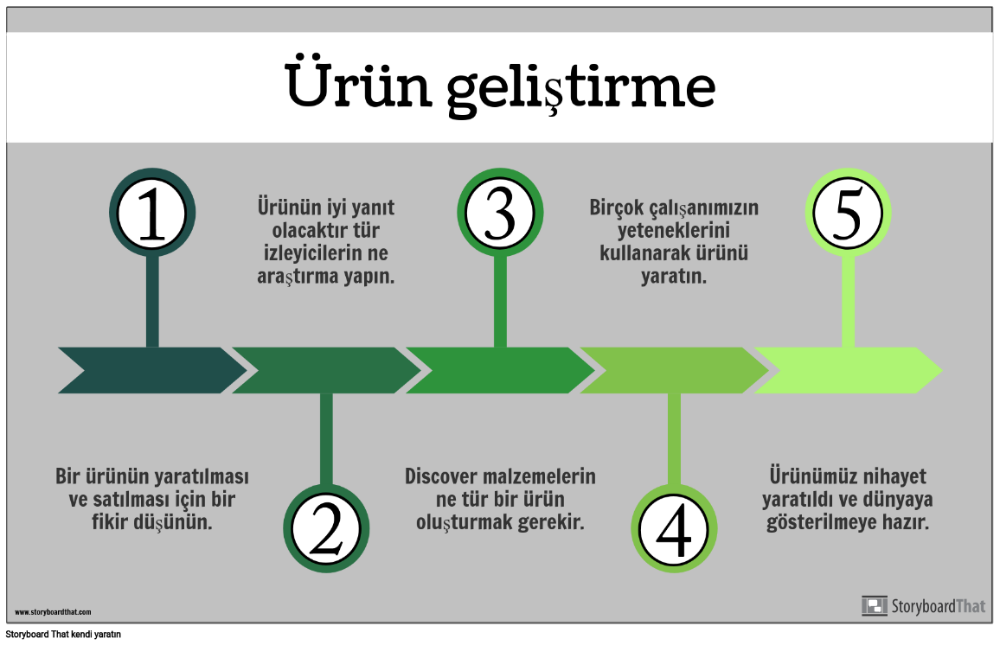 Ürün geliştirme
1
Bir ürünün yaratılması
ve satılması için bir
fikir düşünün.
2
Ürünün iyi yanıt
olacaktır tür
izleyicilerin ne
araştırma yapın.
3
Discover malzemelerin
ne tür bir ürün
oluşturmak gerekir.
4
Birçok çalışanımızın
yeteneklerini
kullanarak ürünü
yaratın.
5
Ürünümüz nihayet
yaratıldı ve dünyaya
gösterilmeye hazır.
www.storyboardthat.com
StoryboardThat
Storyboard That kendi yaratın